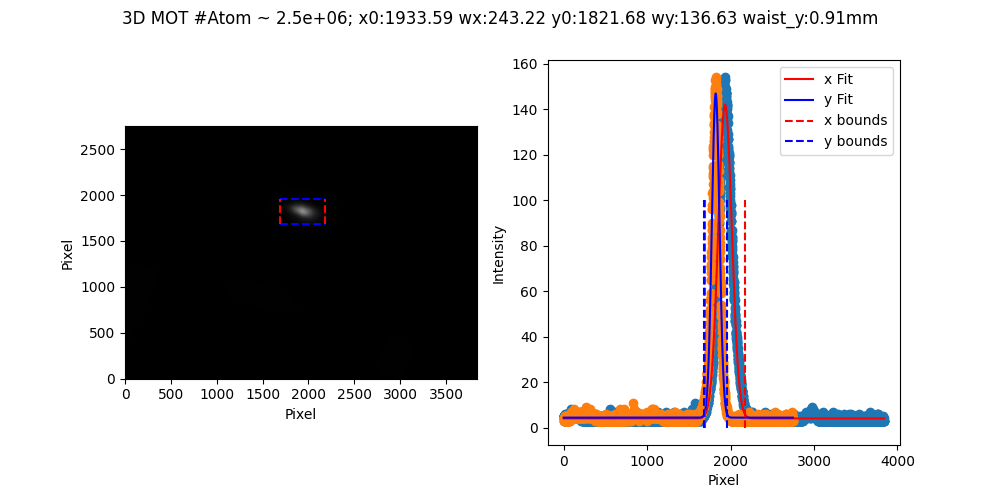 3D MOT #Atom ~ 2.5e+06; x0:1933.59 wx:243.22 y0:1821.68 wy:136.63 waist_y:0.91mm
2500
2000
1500
1000
500
0
Pixel
0 500 1000 1500 2000 2500 3000 3500
Pixel
160
140
120
100
80
60
40
20
0
Intensity
0 1000 2000 3000 4000
Pixel
x Fit
y Fit
x bounds
y bounds